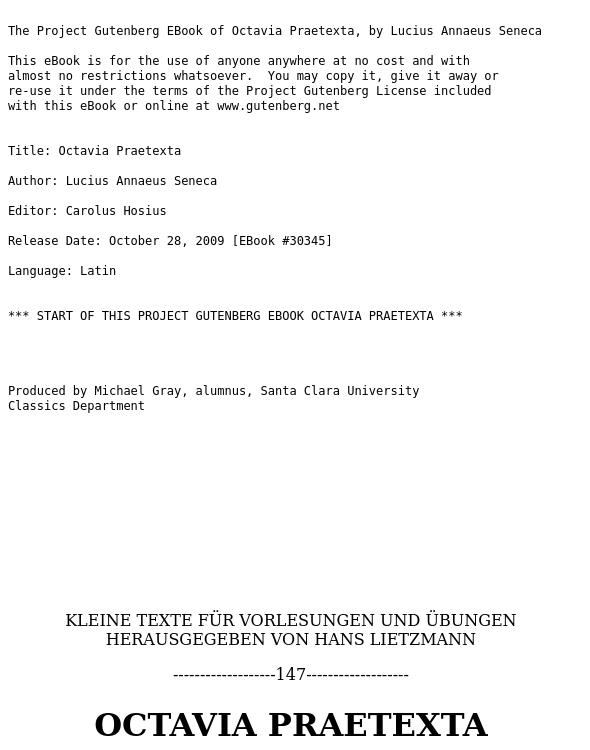 The Project Gutenberg EBook of Octavia Praetexta, by Lucius Annaeus Seneca
This eBook is for the use of anyone anywhere at no cost and with
almost no restrictions whatsoever.  You may copy it, give it away or
re-use it under the terms of the Project Gutenberg License included
with this eBook or online at www.gutenberg.net
Title: Octavia Praetexta
Author: Lucius Annaeus Seneca
Editor: Carolus Hosius
Release Date: October 28, 2009 [EBook #30345]
Language: Latin
*** START OF THIS PROJECT GUTENBERG EBOOK OCTAVIA PRAETEXTA ***
Produced by Michael Gray, alumnus, Santa Clara University
Classics Department
KLEINE TEXTE FÜR VORLESUNGEN UND ÜBUNGEN
HERAUSGEGEBEN VON HANS LIETZMANN
-------------------147-------------------
OCTAVIA PRAETEXTA